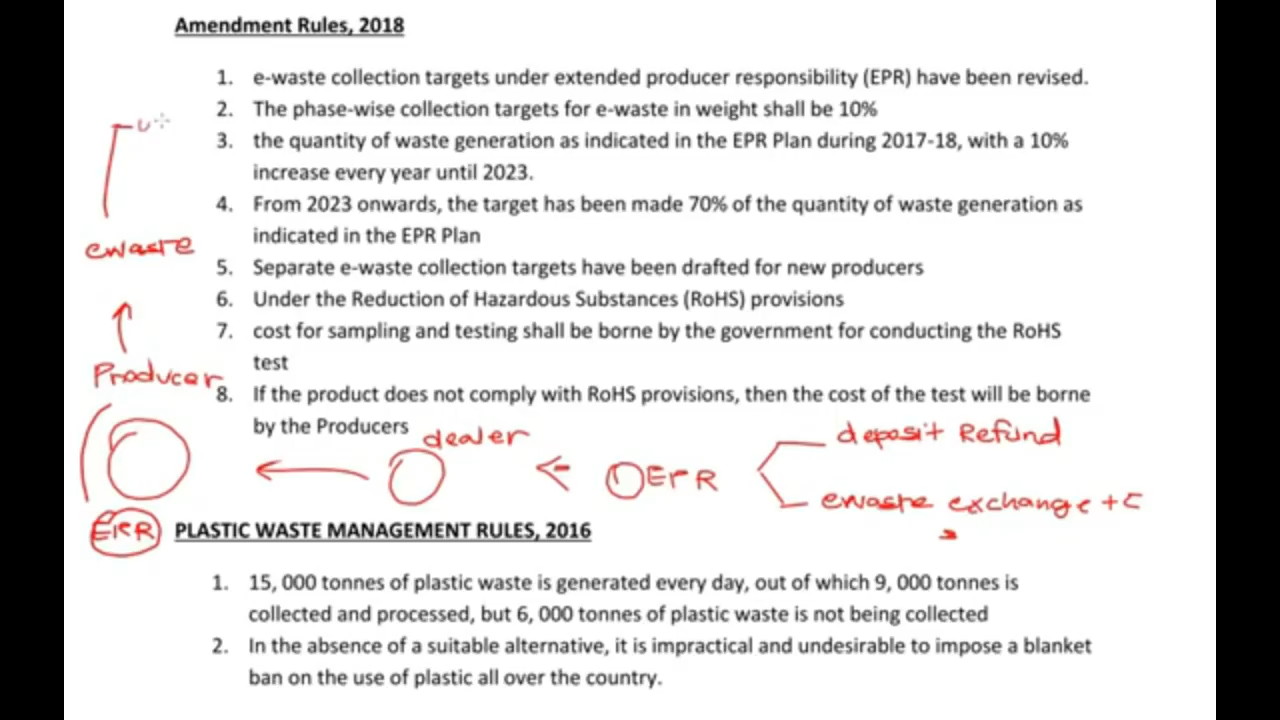 Amendment Rules, 2018
1. e-waste collection targets under extended producer responsibility (EPR) have been revised.
2. The phase-wise collection targets for e-waste in weight shall be 10%
3. the quantity of waste generation as indicated in the EPR Plan during 2017-18, with a 10%
increase every year until 2023.
4. From 2023 onwards, the target has been made 70% of the quantity of waste generation as
indicated in the EPR Plan
ewaste
5. Separate e-waste collection targets have been drafted for new producers
6. Under the Reduction of Hazardous Substances (RoHS) provisions
7. cost for sampling and testing shall be borne by the government for conducting the RoHS
test
Producer
8. If the product does not comply with RoHS provisions, then the cost of the test will be borne
by the Producers
dealer
deposit Refund
EPR
ewaste exchange +
EPR
PLASTIC WASTE MANAGEMENT RULES, 2016
1. 15, 000 tonnes of plastic waste is generated every day, out of which 9, 000 tonnes is
collected and processed, but 6, 000 tonnes of plastic waste is not being collected
2. In the absence of a suitable alternative, it is impractical and undesirable to impose a blanket
ban on the use of plastic all over the country.